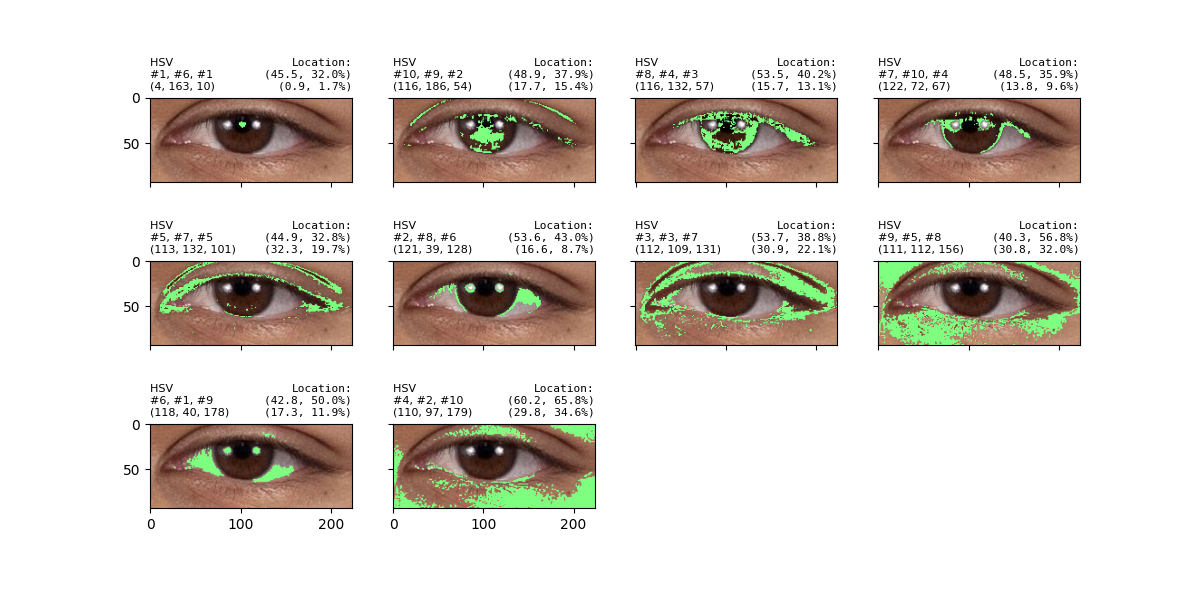 HSV Location:
#1, #6, #1 (45.5, 32.0%)
(4, 163, 10) (0.9, 1.7%)
HSV Location:
#10, #9, #2 (48.9, 37.9%)
(116, 186, 54) (17.7, 15.4%)
HSV Location:
#8, #4, #3 (53.5, 40.2%)
(116, 132, 57) (15.7, 13.1%)
HSV Location:
#7, #10, #4 (48.5, 35.9%)
(122, 72, 67) (13.8, 9.6%)
0
50
HSV Location:
#5, #7, #5 (44.9, 32.8%)
(113, 132, 101) (32.3, 19.7%)
HSV Location:
#2, #8, #6 (53.6, 43.0%)
(121, 39, 128) (16.6, 8.7%)
HSV Location:
#3, #3, #7 (53.7, 38.8%)
(112, 109, 131) (30.9, 22.1%)
HSV Location:
#9, #5, #8 (40.3, 56.8%)
(111, 112, 156) (30.8, 32.0%)
0
50
HSV Location:
#6, #1, #9 (42.8, 50.0%)
(118, 40, 178) (17.3, 11.9%)
HSV Location:
#4, #2, #10 (60.2, 65.8%)
(110, 97, 179) (29.8, 34.6%)
0
50
0 100 200
0 100 200